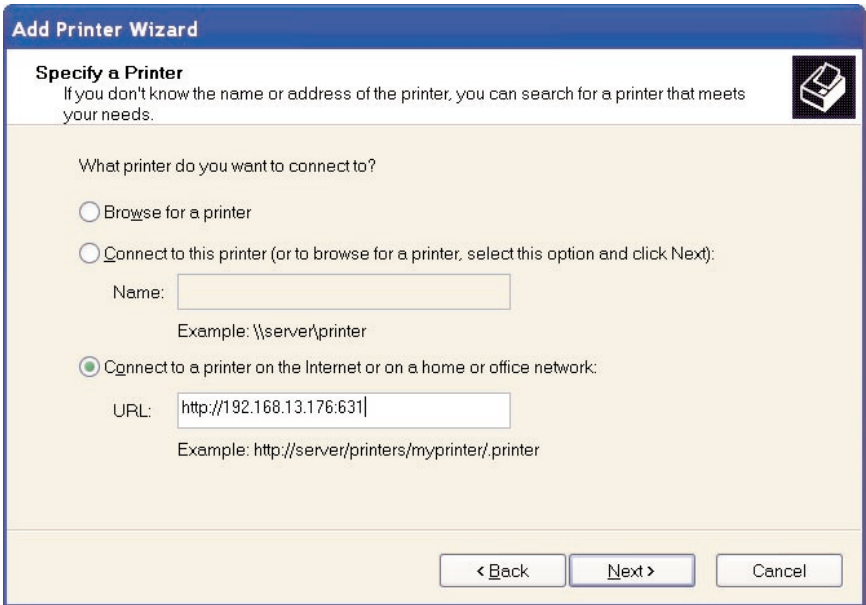 Add Printer Wizard
Specify a Printer
If you don't know the name or address of the printer, you can search for a printer that meets
your needs.
What printer do you want to connect to?
Browse for a printer
Connect to this printer (or to browse for a printer, select this option and click Next):
Name:
Example: \\server\printer
Connect to a printer on the Internet or on a home or office network:
URL: http://192.168.13.176:631
Example: http://server/printers/myprinter/.printer
< Back Next > Cancel